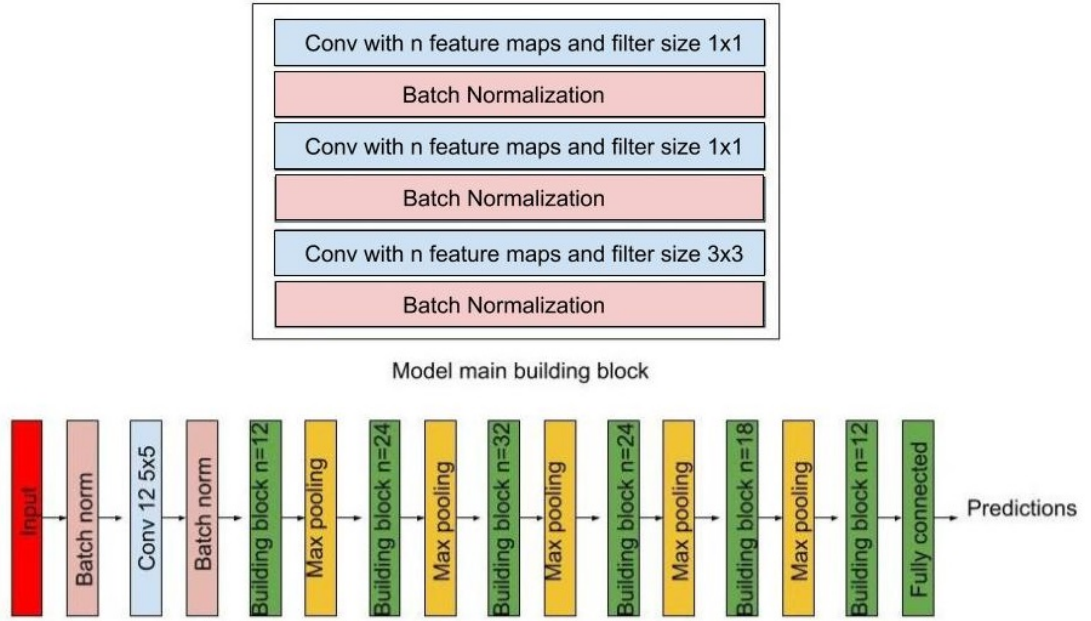 Conv with n feature maps and filter size 1x1
Batch Normalization
Conv with n feature maps and filter size 1x1
Batch Normalization
Conv with n feature maps and filter size 3x3
Batch Normalization
Model main building block
Input
Batch norm
Conv 12 5x5
Batch norm
Building block n=12
Max pooling
Building block n=24
Max pooling
Building block n=32
Max pooling
Building block n=24
Max pooling
Building block n=18
Max pooling
Building block n=12
Fully connected
Predictions